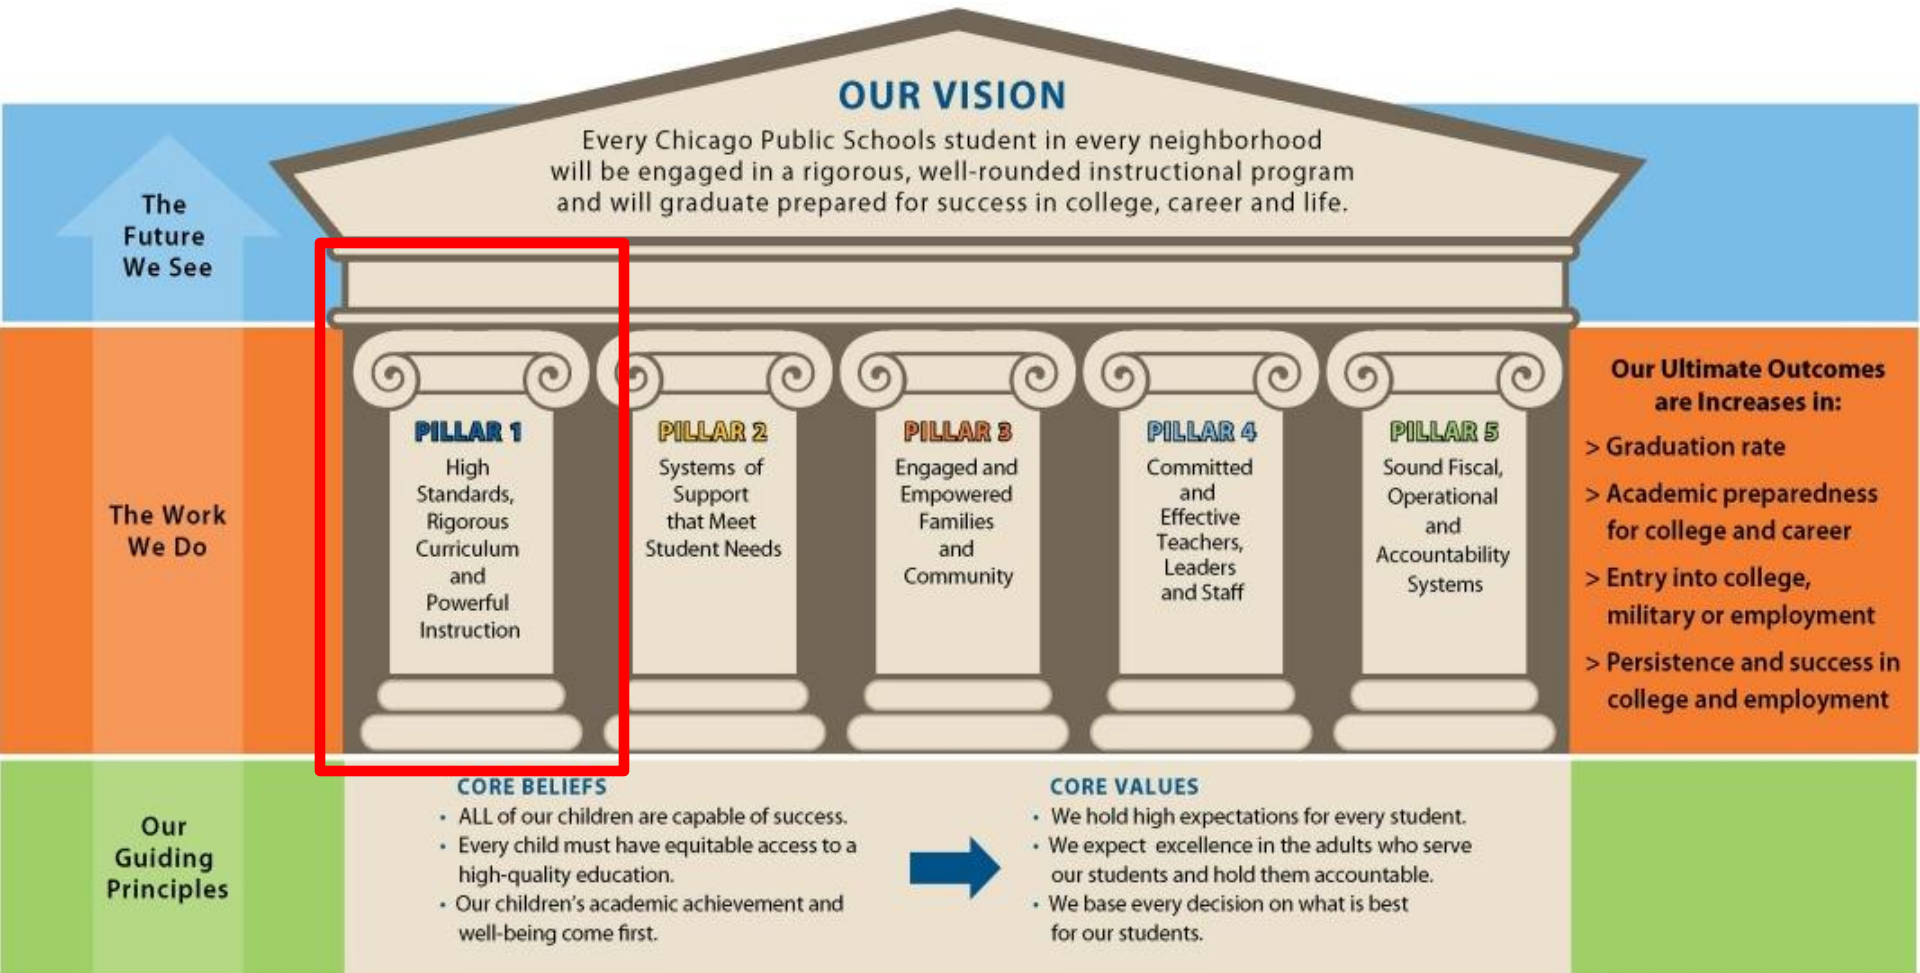 OUR VISION
Every Chicago Public Schools student in every neighborhood
will be engaged in a rigorous, well-rounded instructional program
and will graduate prepared for success in college, career and life.
The
Future
We See
The Work
We Do
PILLAR 1
High
Standards,
Rigorous
Curriculum
and
Powerful
Instruction
PILLAR 2
Systems of
Support
that Meet
Student Needs
PILLAR 3
Engaged and
Empowered
Families
and
Community
PILLAR 4
Committed
and
Effective
Teachers,
Leaders
and Staff
PILLAR 5
Sound Fiscal,
Operational
and
Accountability
Systems
Our Ultimate Outcomes
are Increases in:
> Graduation rate
> Academic preparedness
for college and career
> Entry into college,
military or employment
> Persistence and success in
college and employment
Our
Guiding
Principles
CORE BELIEFS
• ALL of our children are capable of success.
• Every child must have equitable access to a
high-quality education.
• Our children's academic achievement and
well-being come first.
CORE VALUES
• We hold high expectations for every student.
• We expect excellence in the adults who serve
our students and hold them accountable.
• We base every decision on what is best
for our students.